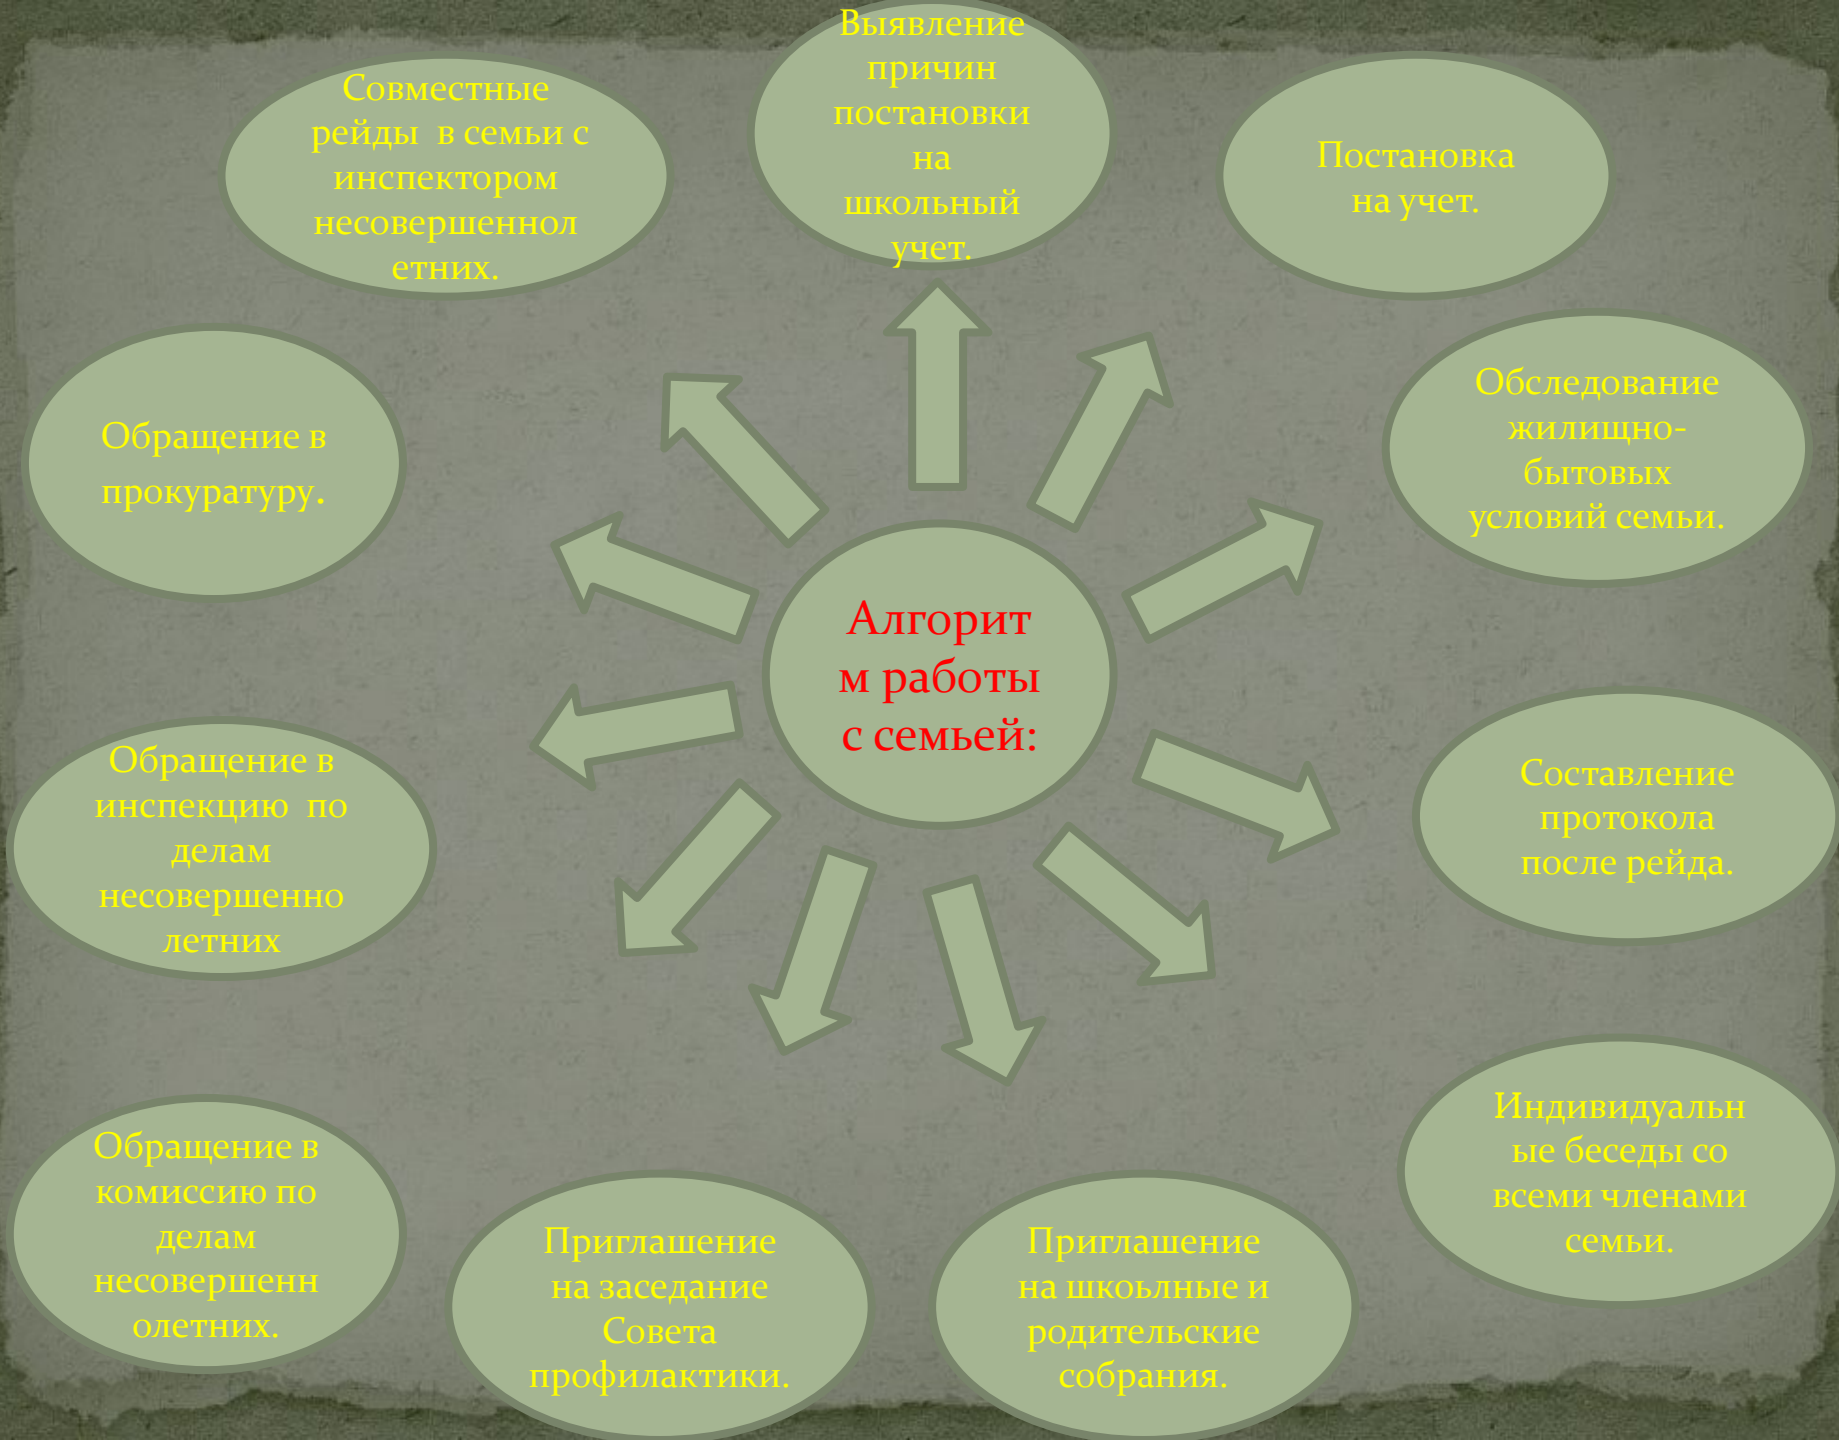 Выявление
причин
постановки
на
школьный
учет.
Постановка
на учет.
Обследование
жилищно-
бытовых
условий семьи.
Составление
протокола
после рейда.
Индивидуальн
ые беседы со
всеми членами
семьи.
Приглашение
на шкоьлные и
родительские
собрания.
Приглашение
на заседание
Совета
профилактики.
Обращение в
комиссию по
делам
несовершенн
олетних.
Обращение в
инспекцию по
делам
несовершенно
летних
Обращение в
прокуратуру.
Совместные
рейды в семьи с
инспектором
несовершеннол
етних.
Алгорит
м работы
с семьей: